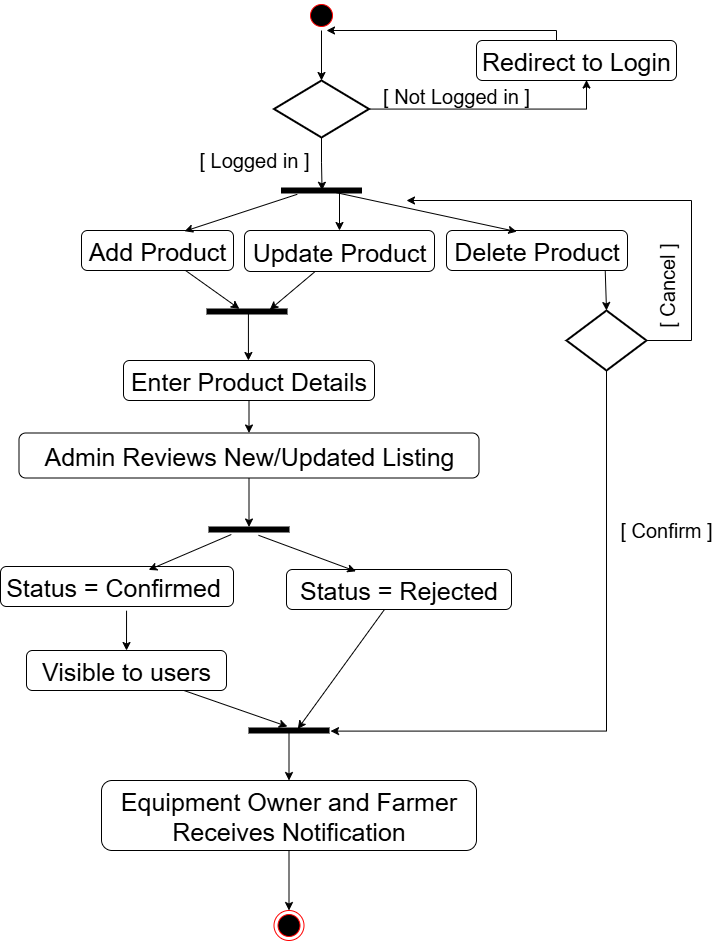 Redirect to Login
[ Not Logged in ]
[ Logged in ]
Add Product
Update Product
Delete Product
[ Cancel ]
Enter Product Details
Admin Reviews New/Updated Listing
[ Confirm ]
Status = Confirmed
Status = Rejected
Visible to users
Equipment Owner and Farmer
Receives Notification